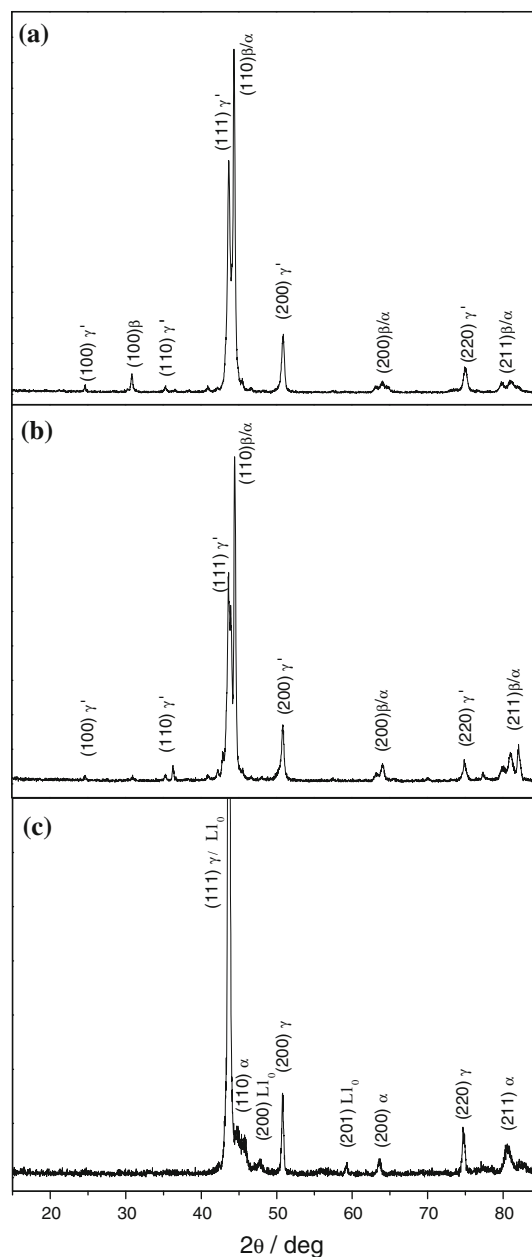 (a)
(100) γ'
(100)β
(110) γ'
(111) γ'
(110)β/α
(200) γ'
(200)β/α
(220) γ'
(211)β/α
(b)
(100) γ'
(110) γ'
(111) γ'
(110)β/α
(200) γ'
(200)β/α
(220) γ'
(211)β/α
(c)
(111) γ/ L1₀
(110) α
(200) L1₀
(200) γ
(201) L1₀
(200) α
(220) γ
(211) α
20 30 40 50 60 70 80
2θ / deg